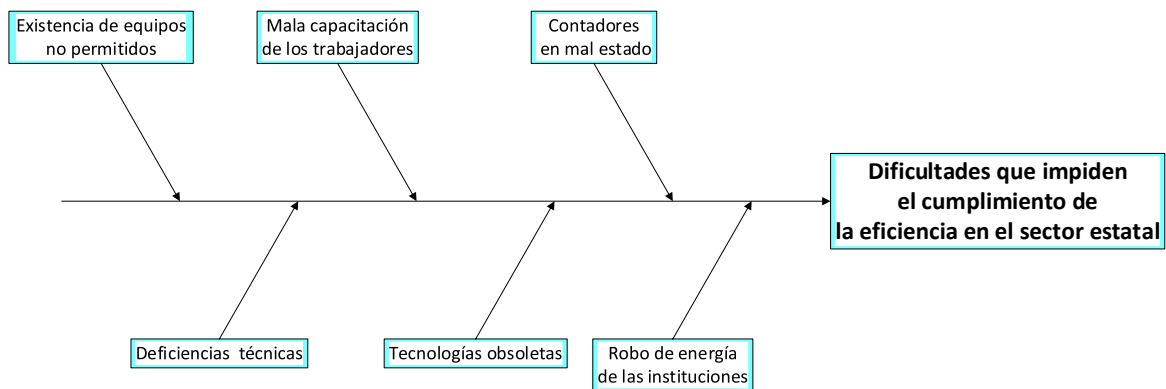 Existencia de equipos
no permitidos
Mala capacitación
de los trabajadores
Contadores
en mal estado
Dificultades que impiden
el cumplimiento de
la eficiencia en el sector estatal
Deficiencias técnicas
Tecnologías obsoletas
Robo de energía
de las instituciones